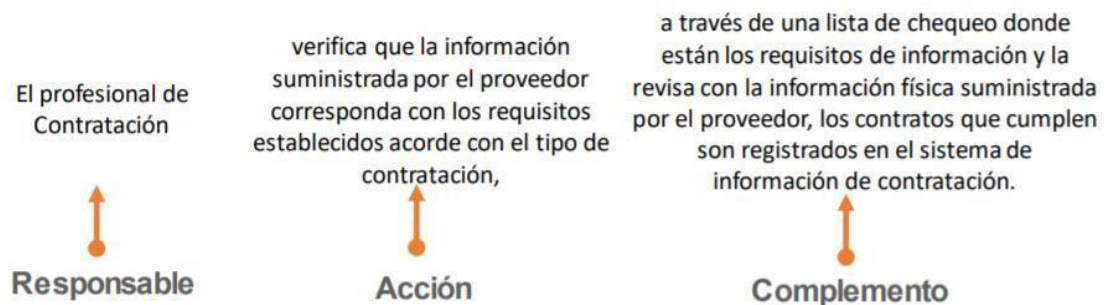 El profesional de
Contratación
verifica que la información
suministrada por el proveedor
corresponda con los requisitos
establecidos acorde con el tipo de
contratación,
a través de una lista de chequeo donde
están los requisitos de información y la
revisa con la información física suministrada
por el proveedor, los contratos que cumplen
son registrados en el sistema de
información de contratación.
Responsable
Acción
Complemento